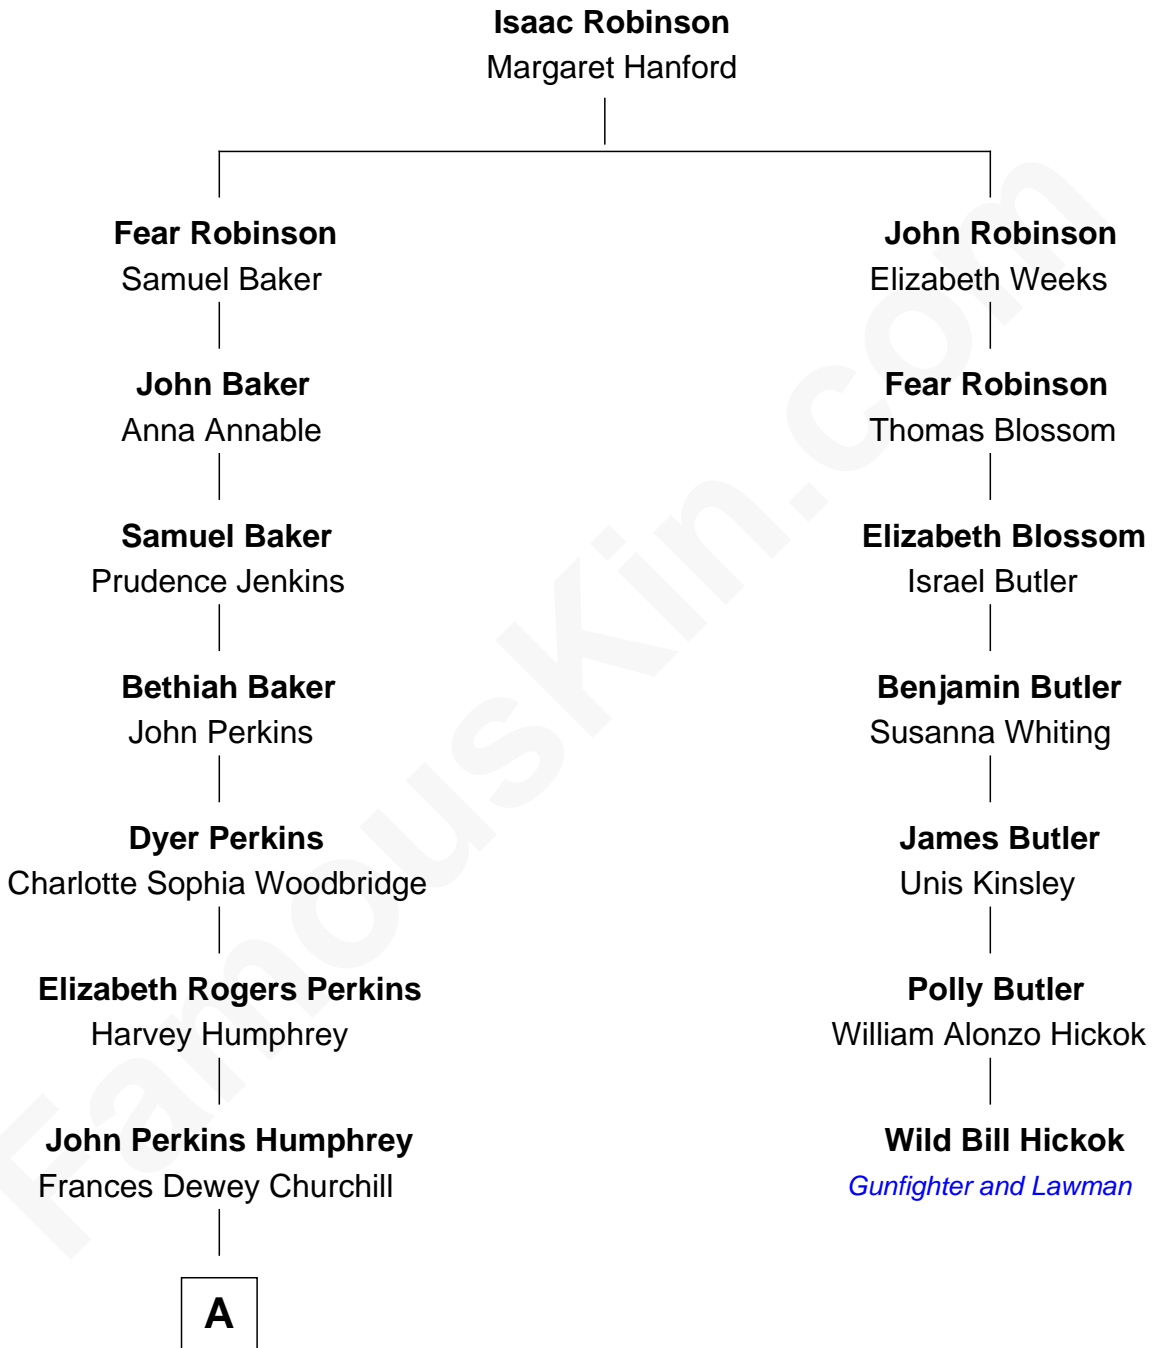 Isaac Robinson
Margaret Hanford
Fear Robinson
Samuel Baker
John Baker
Anna Annable
Samuel Baker
Prudence Jenkins
Bethiah Baker
John Perkins
Dyer Perkins
Charlotte Sophia Woodbridge
Elizabeth Rogers Perkins
Harvey Humphrey
John Perkins Humphrey
Frances Dewey Churchill
A
John Robinson
Elizabeth Weeks
Fear Robinson
Thomas Blossom
Elizabeth Blossom
Israel Butler
Benjamin Butler
Susanna Whiting
James Butler
Unis Kinsley
Polly Butler
William Alonzo Hickok
Wild Bill Hickok
Gunfighter and Lawman
FamousKin.com